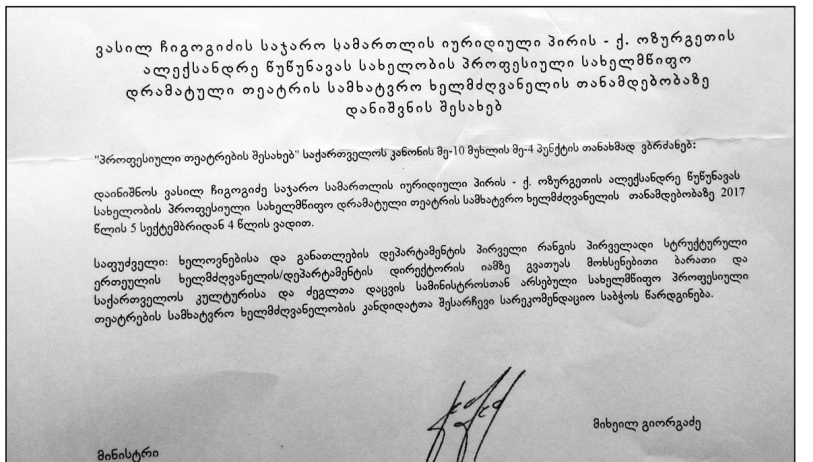 ვასილ ჩიგოგიძის საჯარო სამართლის იურიდიული პირის - ქ. ოზურგეთის
ალექსანდრე წუწუნავას სახელობის პროფესიული სახელმწიფო
დრამატული თეატრის სამხატვრო ხელმძღვანელის თანამდებობაზე
დანიშვნის შესახებ
"პროფესიული თეატრების შესახებ" საქართველოს კანონის მე-10 მუხლის მე-4 პუნქტის თანახმად ვბრძანებ:
დაინიშნოს ვასილ ჩიგოგიძე საჯარო სამართლის იურიდიული პირის - ქ. ოზურგეთის ალექსანდრე წუწუნავას
სახელობის პროფესიული სახელმწიფო დრამატული თეატრის სამხატვრო ხელმძღვანელის თანამდებობაზე 2017
წლის 5 სექტემბრიდან 4 წლის ვადით.
საფუძველი: ხელოვნებისა და განათლების დეპარტამენტის პირველი რანგის პირველადი სტრუქტურული
ერთეულის ხელმძღვანელის/დეპარტამენტის დირექტორის იამზე გვათუას მოხსენებითი ბარათი და
საქართველოს კულტურისა და ძეგლთა დაცვის სამინისტროსთან არსებული სახელმწიფო პროფესიული
თეატრების სამხატვრო ხელმძღვანელობის კანდიდატთა შესარჩევი სარეკომენდაციო საბჭოს წარდგინება.
მიხეილ გიორგაძე
მინისტრი